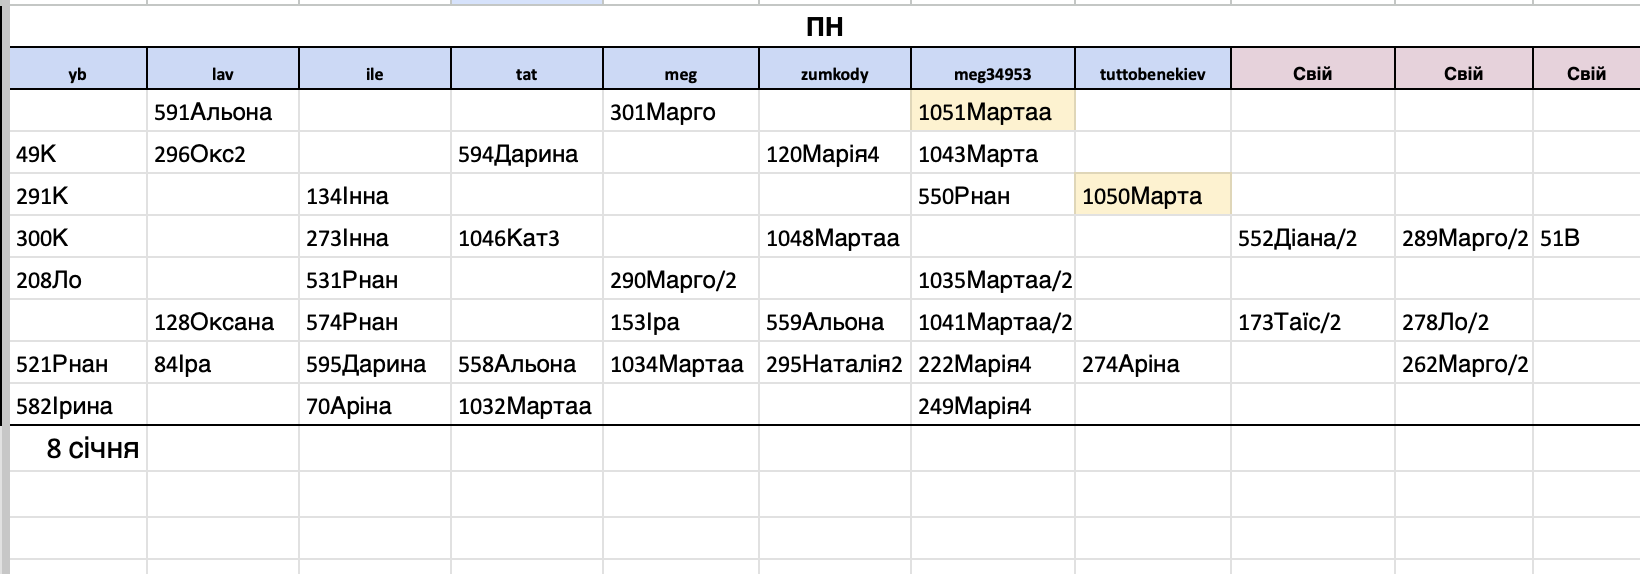 ПН
yb lav ile tat meg zumkody meg34953 tuttobenekiev Свій Свій Свій
591Альона 301Марго 1051Мартаа
49К 296Окс2 594Дарина 120Марія4 1043Марта
291К 134Інна 550Рнан 1050Марта
300К 273Інна 1046Кат3 1048Мартаа 552Діана/2 289Марго/2 51В
208Ло 531Рнан 290Марго/2 1035Мартаа/2
128Оксана 574Рнан 153Іра 559Альона 1041Мартаа/2 173Таїс/2 278Ло/2
521Рнан 84Іра 595Дарина 558Альона 1034Мартаа 295Наталія2 222Марія4 274Аріна 262Марго/2
582Ірина 70Аріна 1032Мартаа 249Марія4
8 січня